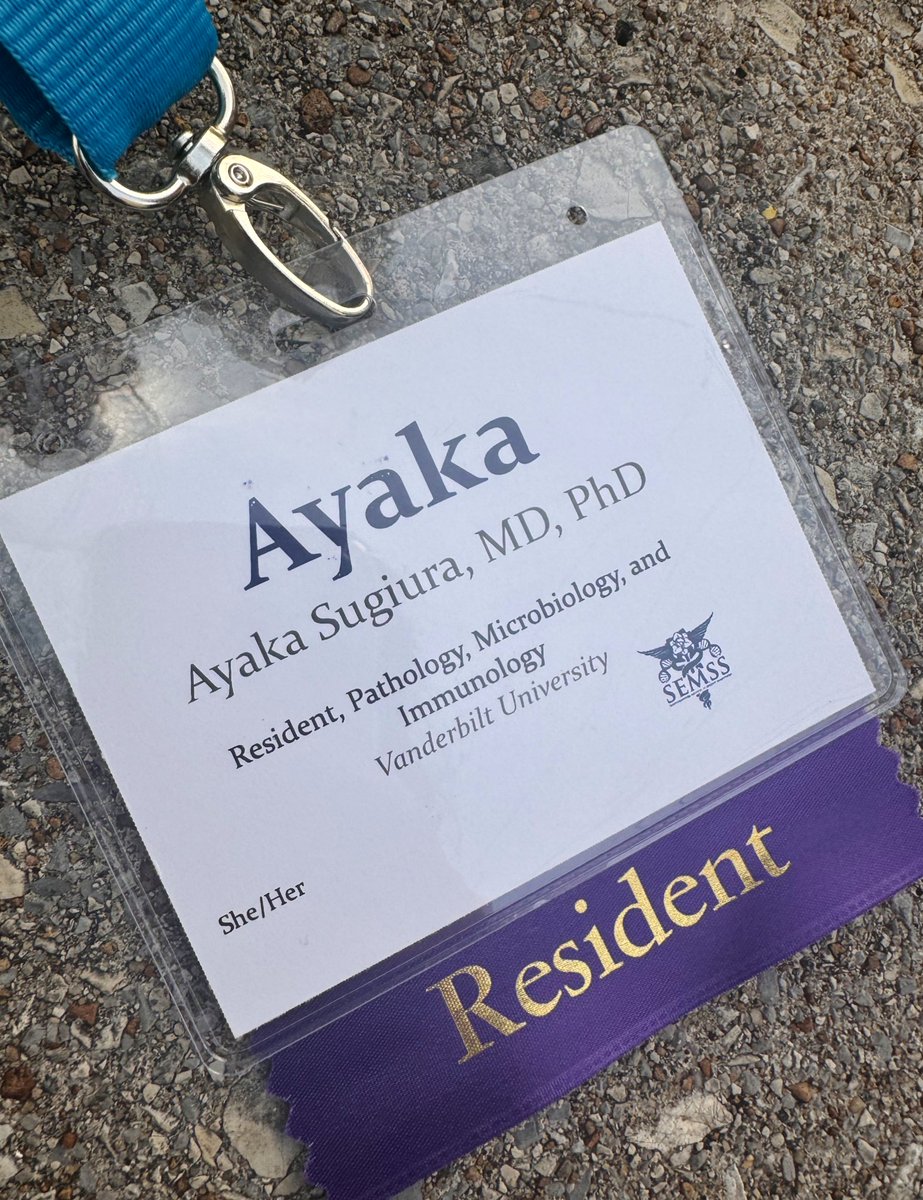 Ayaka
Ayaka Sugiura, MD, PhD
Resident, Pathology, Microbiology, and
Immunology
Vanderbilt University
SEMSS
She/Her
Resident